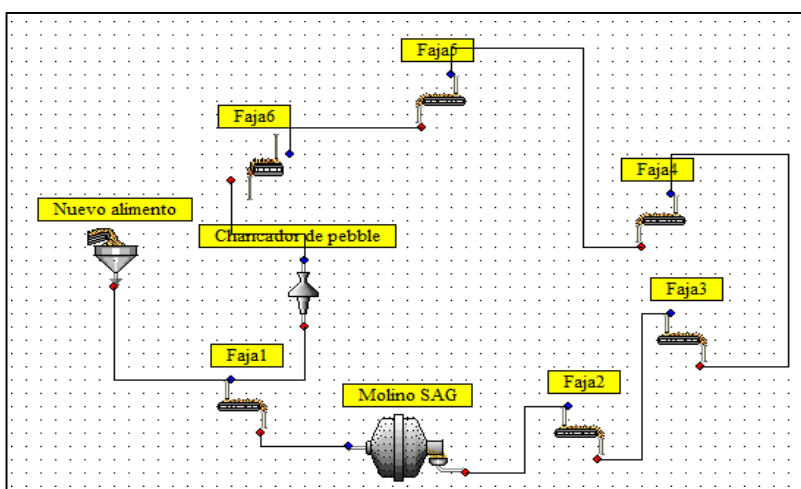 Faja5
Faja6
Faja4
Nuevo alimento
Chancador de pebble
Faja3
Faja1
Faja2
Molino SAG